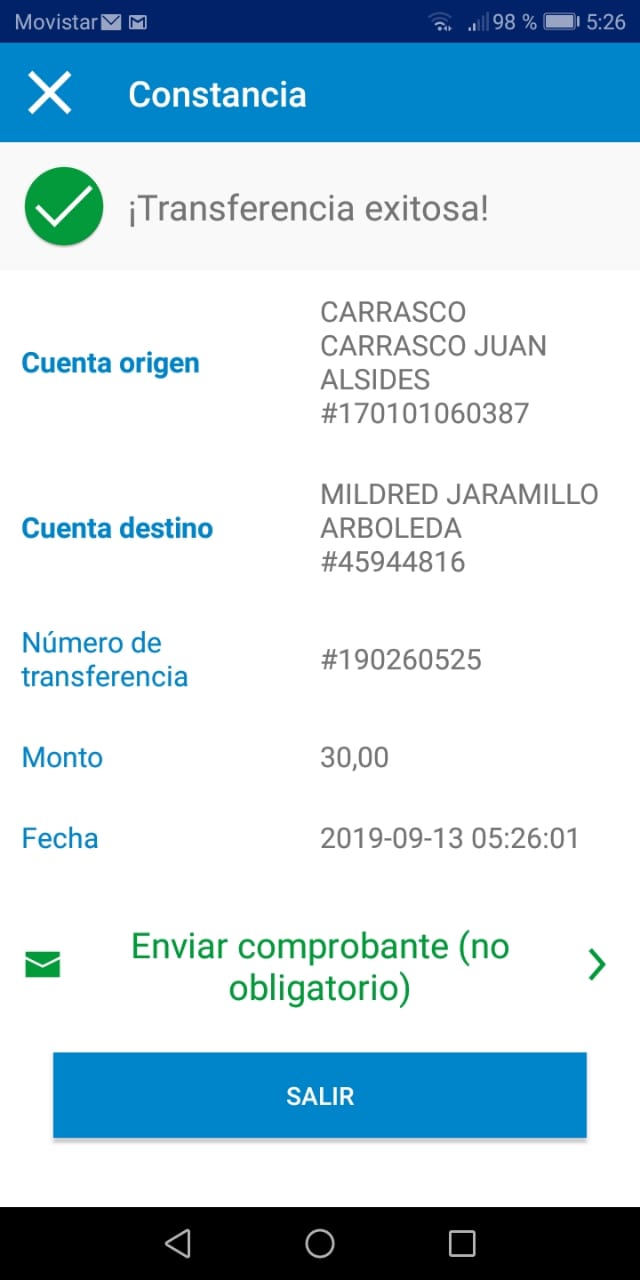 Movistar 98 % 5:26
Constancia
¡Transferencia exitosa!
Cuenta origen
CARRASCO
CARRASCO JUAN
ALSIDES
#170101060387
Cuenta destino
MILDRED JARAMILLO
ARBOLEDA
#45944816
Número de
transferencia
#190260525
Monto
30,00
Fecha
2019-09-13 05:26:01
Enviar comprobante (no
obligatorio)
SALIR